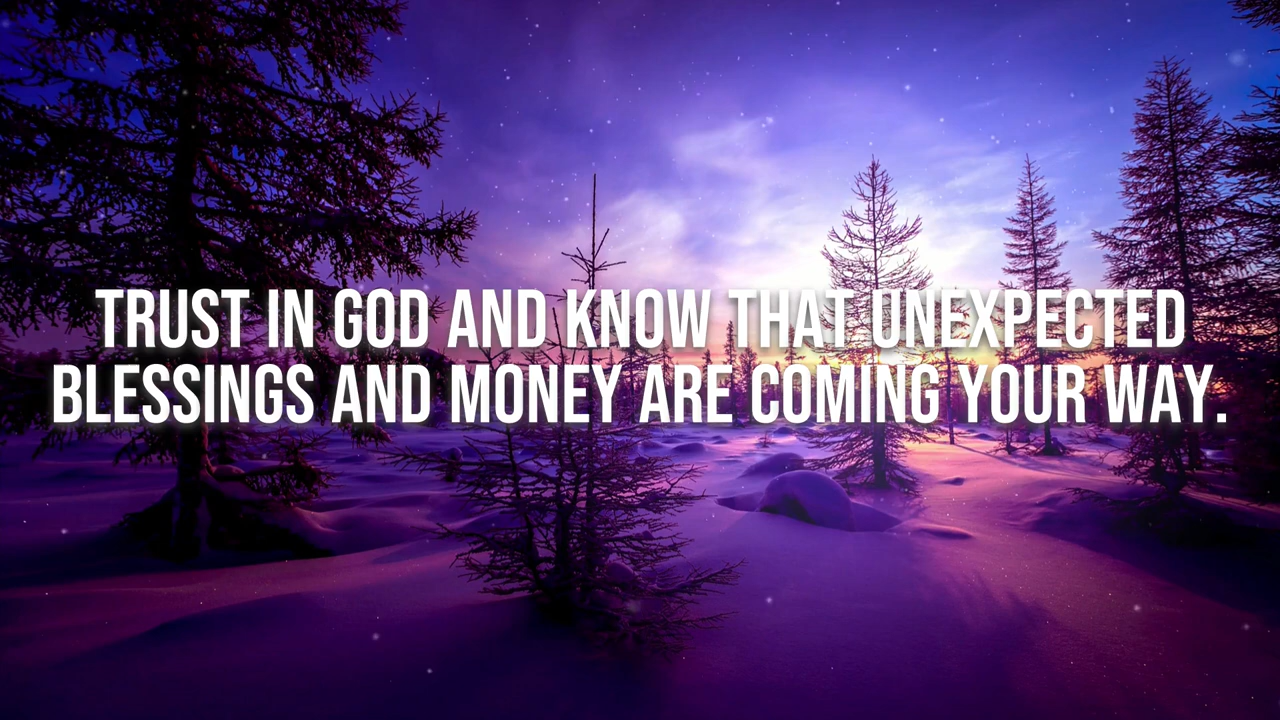 TRUST IN GOD AND KNOW THAT UNEXPECTED
BLESSINGS AND MONEY ARE COMING YOUR WAY.